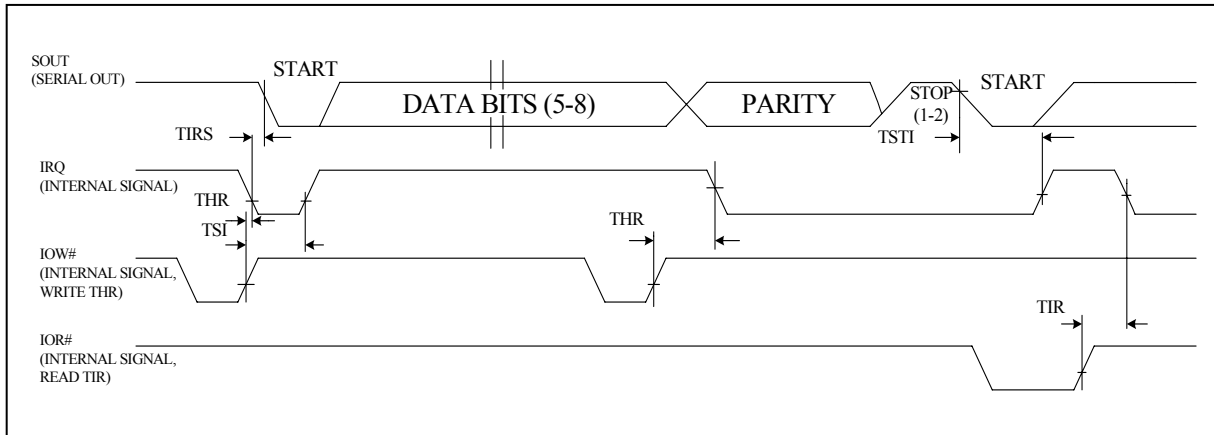 SOUT
(SERIAL OUT)
START
DATA BITS (5-8)
PARITY
STOP
(1-2)
START
TIRS
TSTI
IRQ
(INTERNAL SIGNAL)
THR
TSI
THR
IOW#
(INTERNAL SIGNAL,
WRITE THR)
TIR
IOR#
(INTERNAL SIGNAL,
READ TIR)